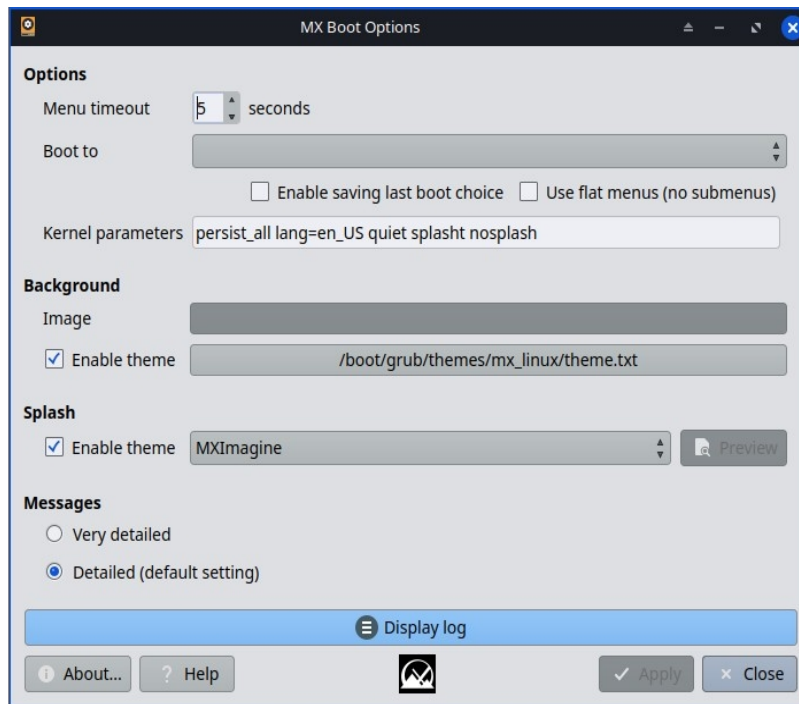 MX Boot Options
Options
Menu timeout 5 seconds
Boot to
Enable saving last boot choice Use flat menus (no submenus)
Kernel parameters persist_all lang=en_US quiet splasht nosplash
Background
Image
Enable theme /boot/grub/themes/mx_linux/theme.txt
Splash
Enable theme MXImagine Preview
Messages
Very detailed
Detailed (default setting)
Display log
About... ? Help Apply Close